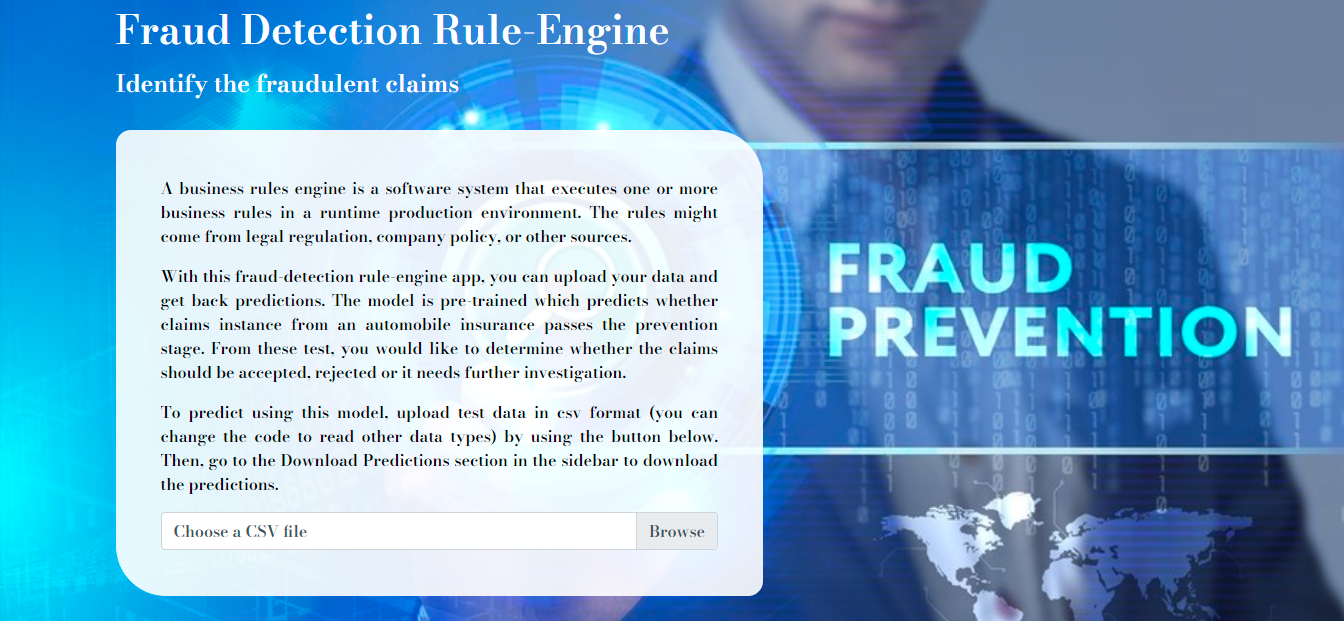 Fraud Detection Rule-Engine
Identify the fraudulent claims
A business rules engine is a software system that executes one or more
business rules in a runtime production environment. The rules might
come from legal regulation, company policy, or other sources.
With this fraud-detection rule-engine app, you can upload your data and
get back predictions. The model is pre-trained which predicts whether
claims instance from an automobile insurance passes the prevention
stage. From these test, you would like to determine whether the claims
should be accepted, rejected or it needs further investigation.
To predict using this model, upload test data in csv format (you can
change the code to read other data types) by using the button below.
Then, go to the Download Predictions section in the sidebar to download
the predictions.
Choose a CSV file
Browse
FRAUD
PREVENTION